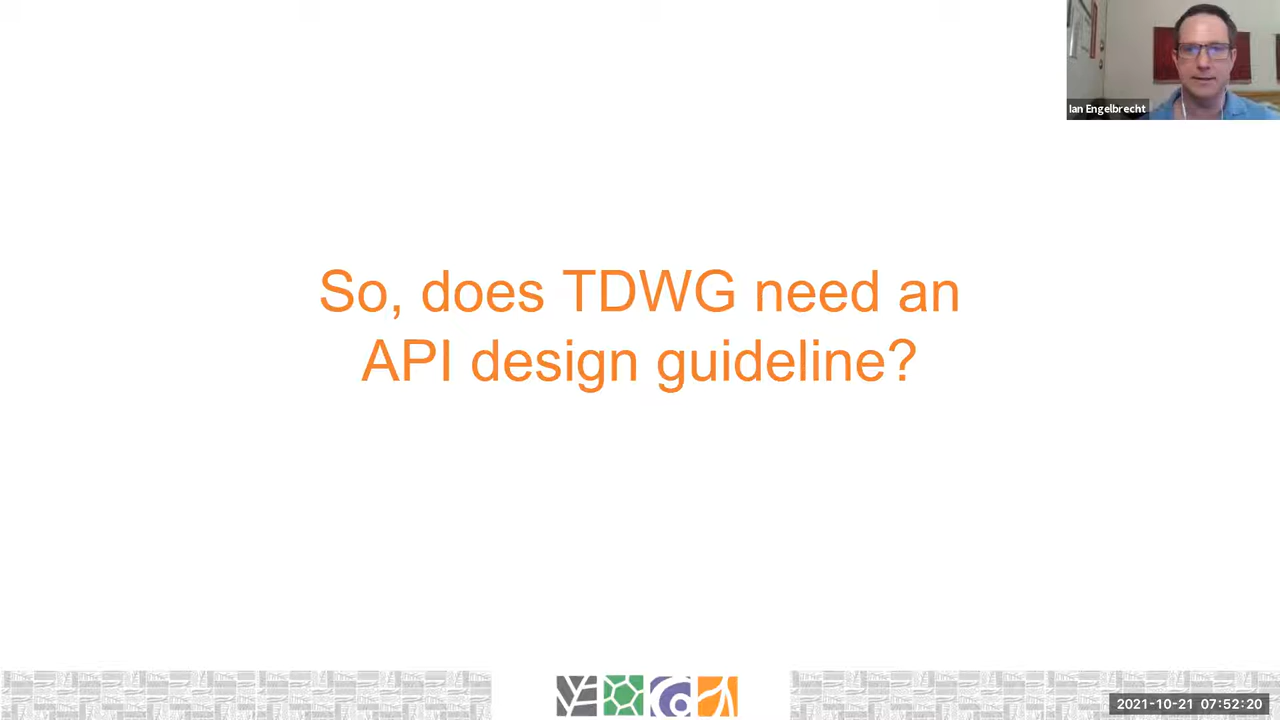 Ian Engelbrecht
So, does TDWG need an
API design guideline?
2021-10-21 07:52:20